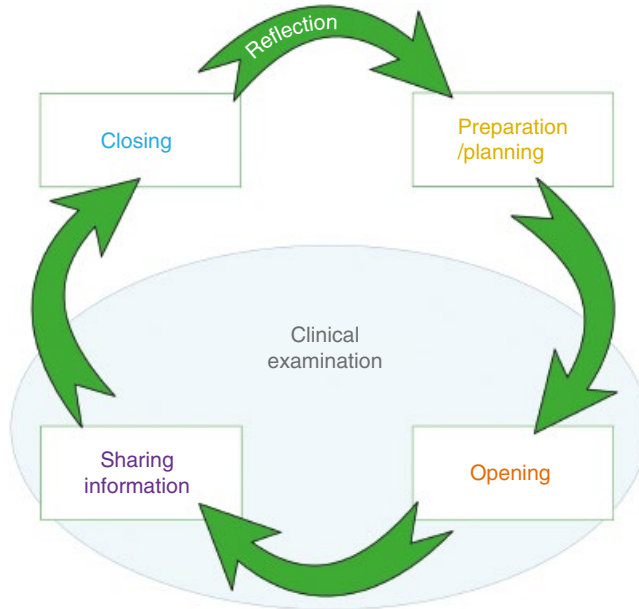 Reflection
Closing
Preparation
/planning
Clinical
examination
Sharing
information
Opening